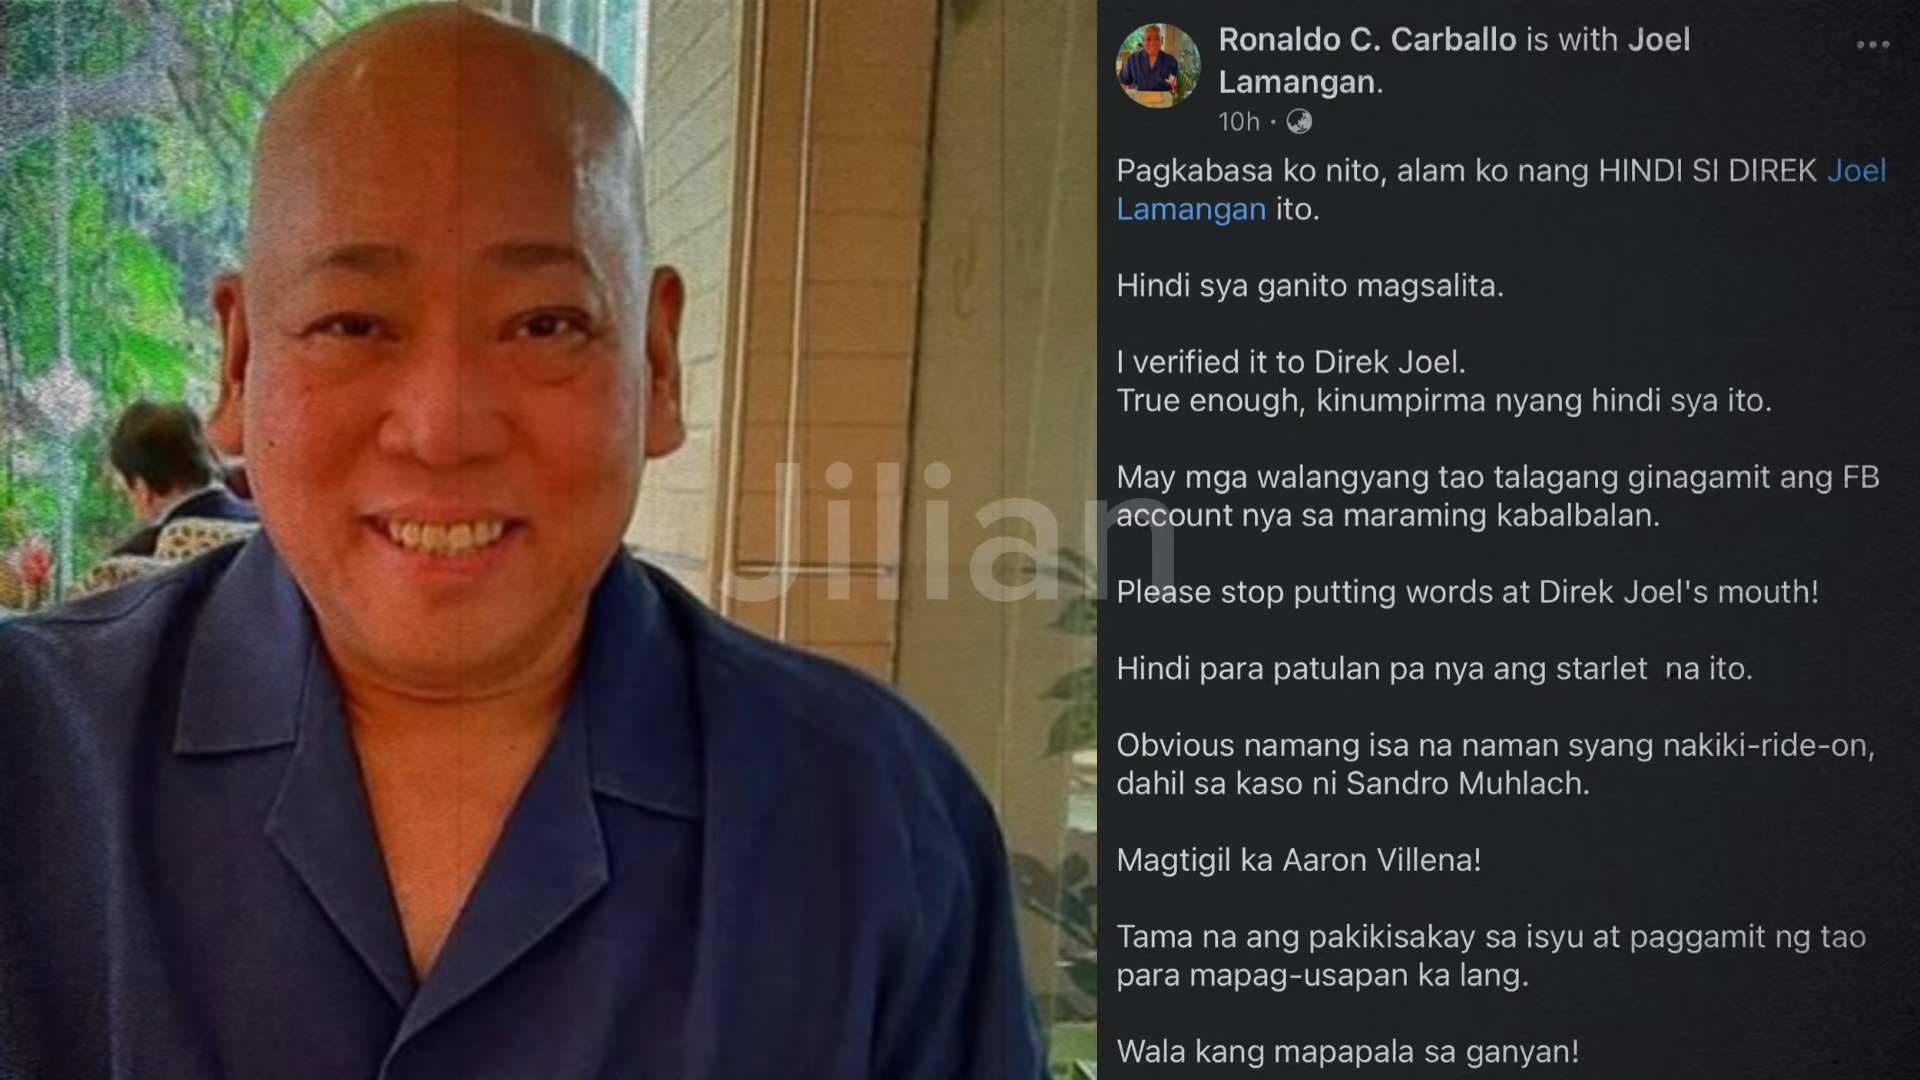 Ronaldo C. Carballo is with Joel
Lamangan.
10h ·
Pagkabasa ko nito, alam ko nang HINDI SI DIREK Joel
Lamangan ito.
Hindi sya ganito magsalita.
I verified it to Direk Joel.
True enough, kinumpirma nyang hindi sya ito.
May mga walangyang tao talagang ginagamit ang FB
account nya sa maraming kabalbalan.
Please stop putting words at Direk Joel's mouth!
Hindi para patulan pa nya ang starlet na ito.
Obvious namang isa na naman syang nakiki-ride-on,
dahil sa kaso ni Sandro Muhlach.
Magtigil ka Aaron Villena!
Tama na ang pakikisakay sa isyu at paggamit ng tao
para mapag-usapan ka lang.
Wala kang mapapala sa ganyan!
Jilian